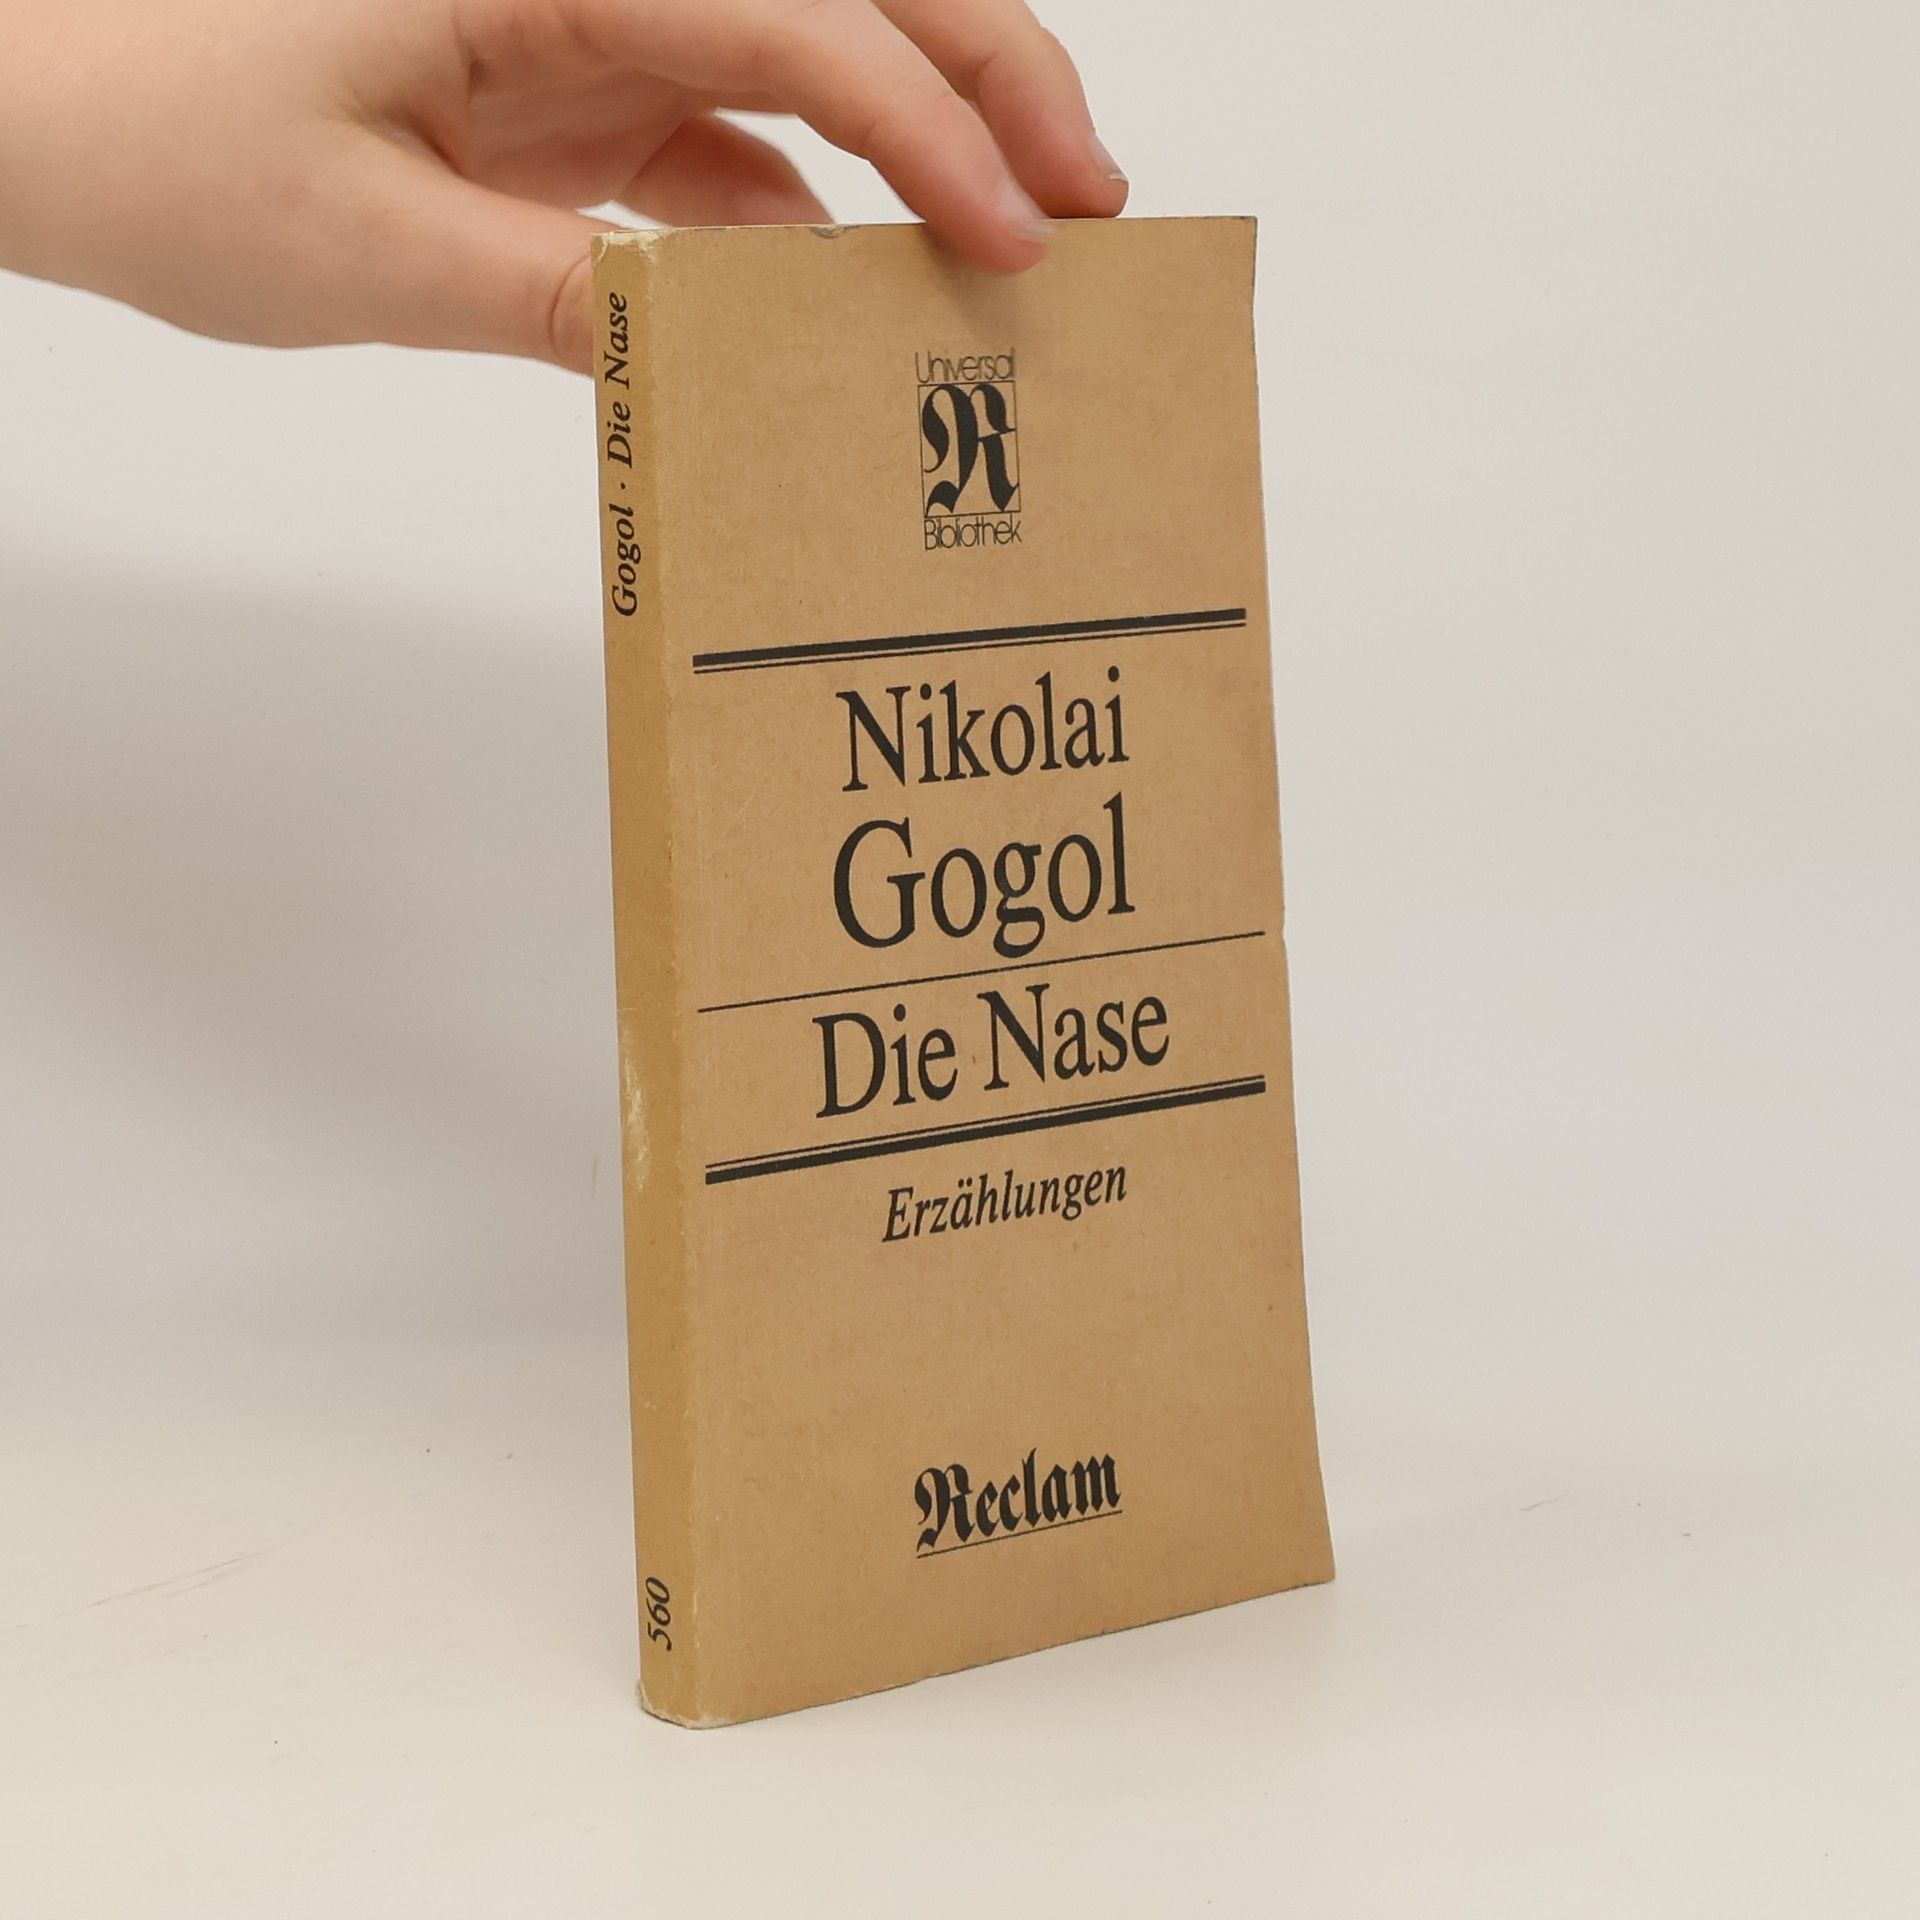 Gogol · Die Nase
560
Universal
R
Bibliothek
Nikolai
Gogol
Die Nase
Erzählungen
Reclam